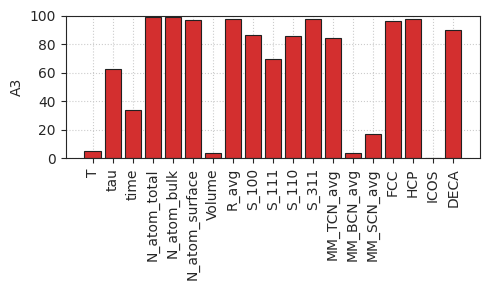 A3
100
80
60
40
20
0
T
tau
time
N_atom_total
N_atom_bulk
N_atom_surface
Volume
R_avg
S_100
S_111
S_110
S_311
MM_TCN_avg
MM_BCN_avg
MM_SCN_avg
FCC
HCP
ICOS
DECA